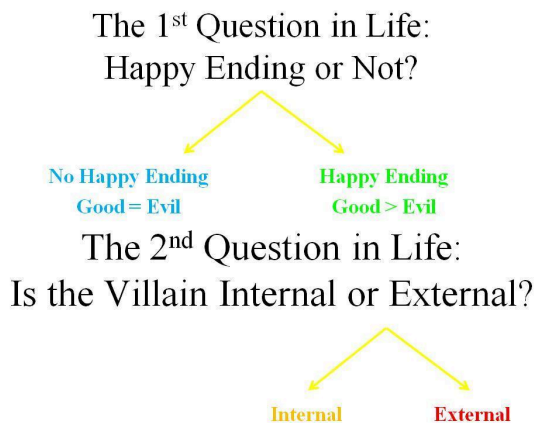 The 1st Question in Life:
Happy Ending or Not?
No Happy Ending
Happy Ending
Good = Evil
Good > Evil
The 2nd Question in Life:
Is the Villain Internal or External?
Internal
External